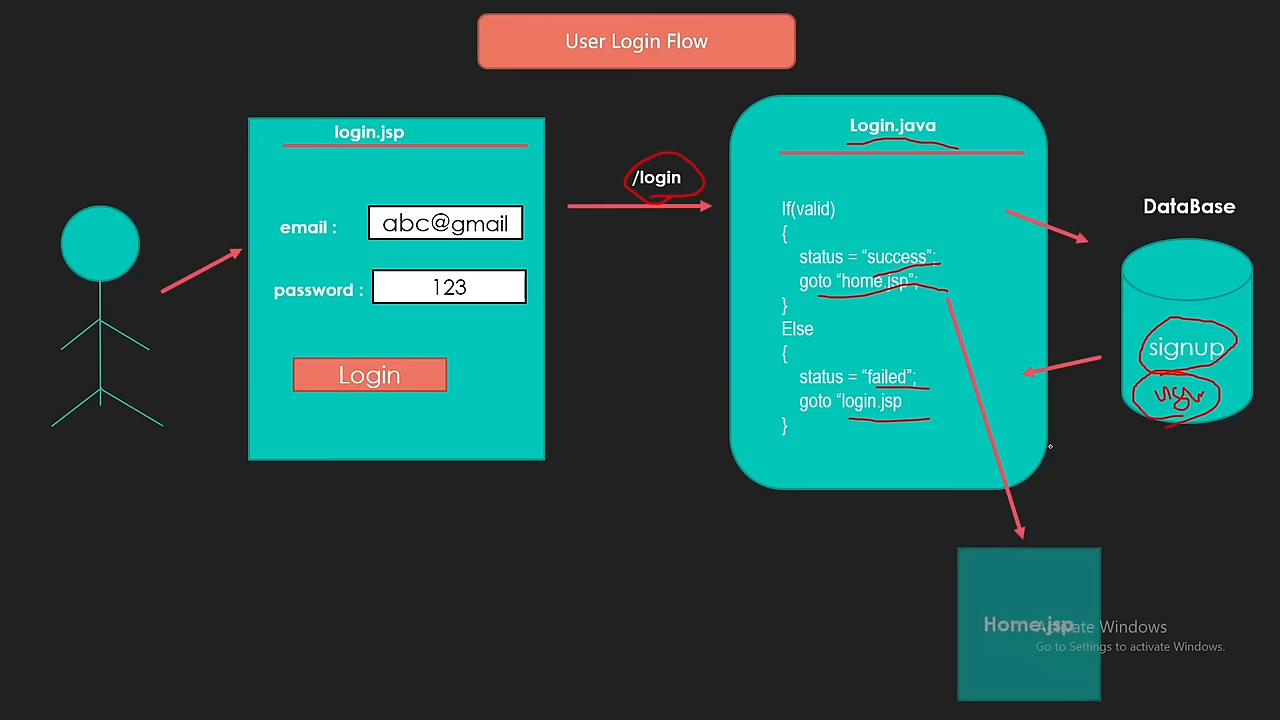 User Login Flow
login.jsp
email :
abc@gmail
password :
123
Login
/login
Login.java
If(valid)
{
status = “success”;
goto “home.jsp”;
}
Else
{
status = “failed”;
goto “login.jsp
}
DataBase
signup
Home.jsp
Activate Windows
Go to Settings to activate Windows.